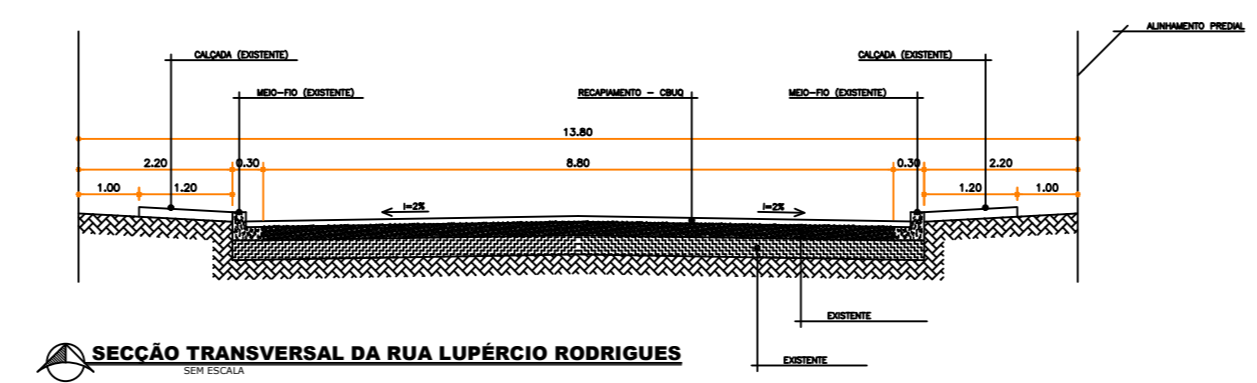 ALINHAMENTO PREDIAL
CALÇADA (EXISTENTE)
CALÇADA (EXISTENTE)
MEIO-FIO (EXISTENTE)
RECAPIAMENTO - CBUQ
MEIO-FIO (EXISTENTE)
13.80
2.20
0.30
8.80
0.30
2.20
1.00
1.20
1.20
1.00
i=2%
i=2%
EXISTENTE
EXISTENTE
SECÇÃO TRANSVERSAL DA RUA LUPÉRCIO RODRIGUES
SEM ESCALA